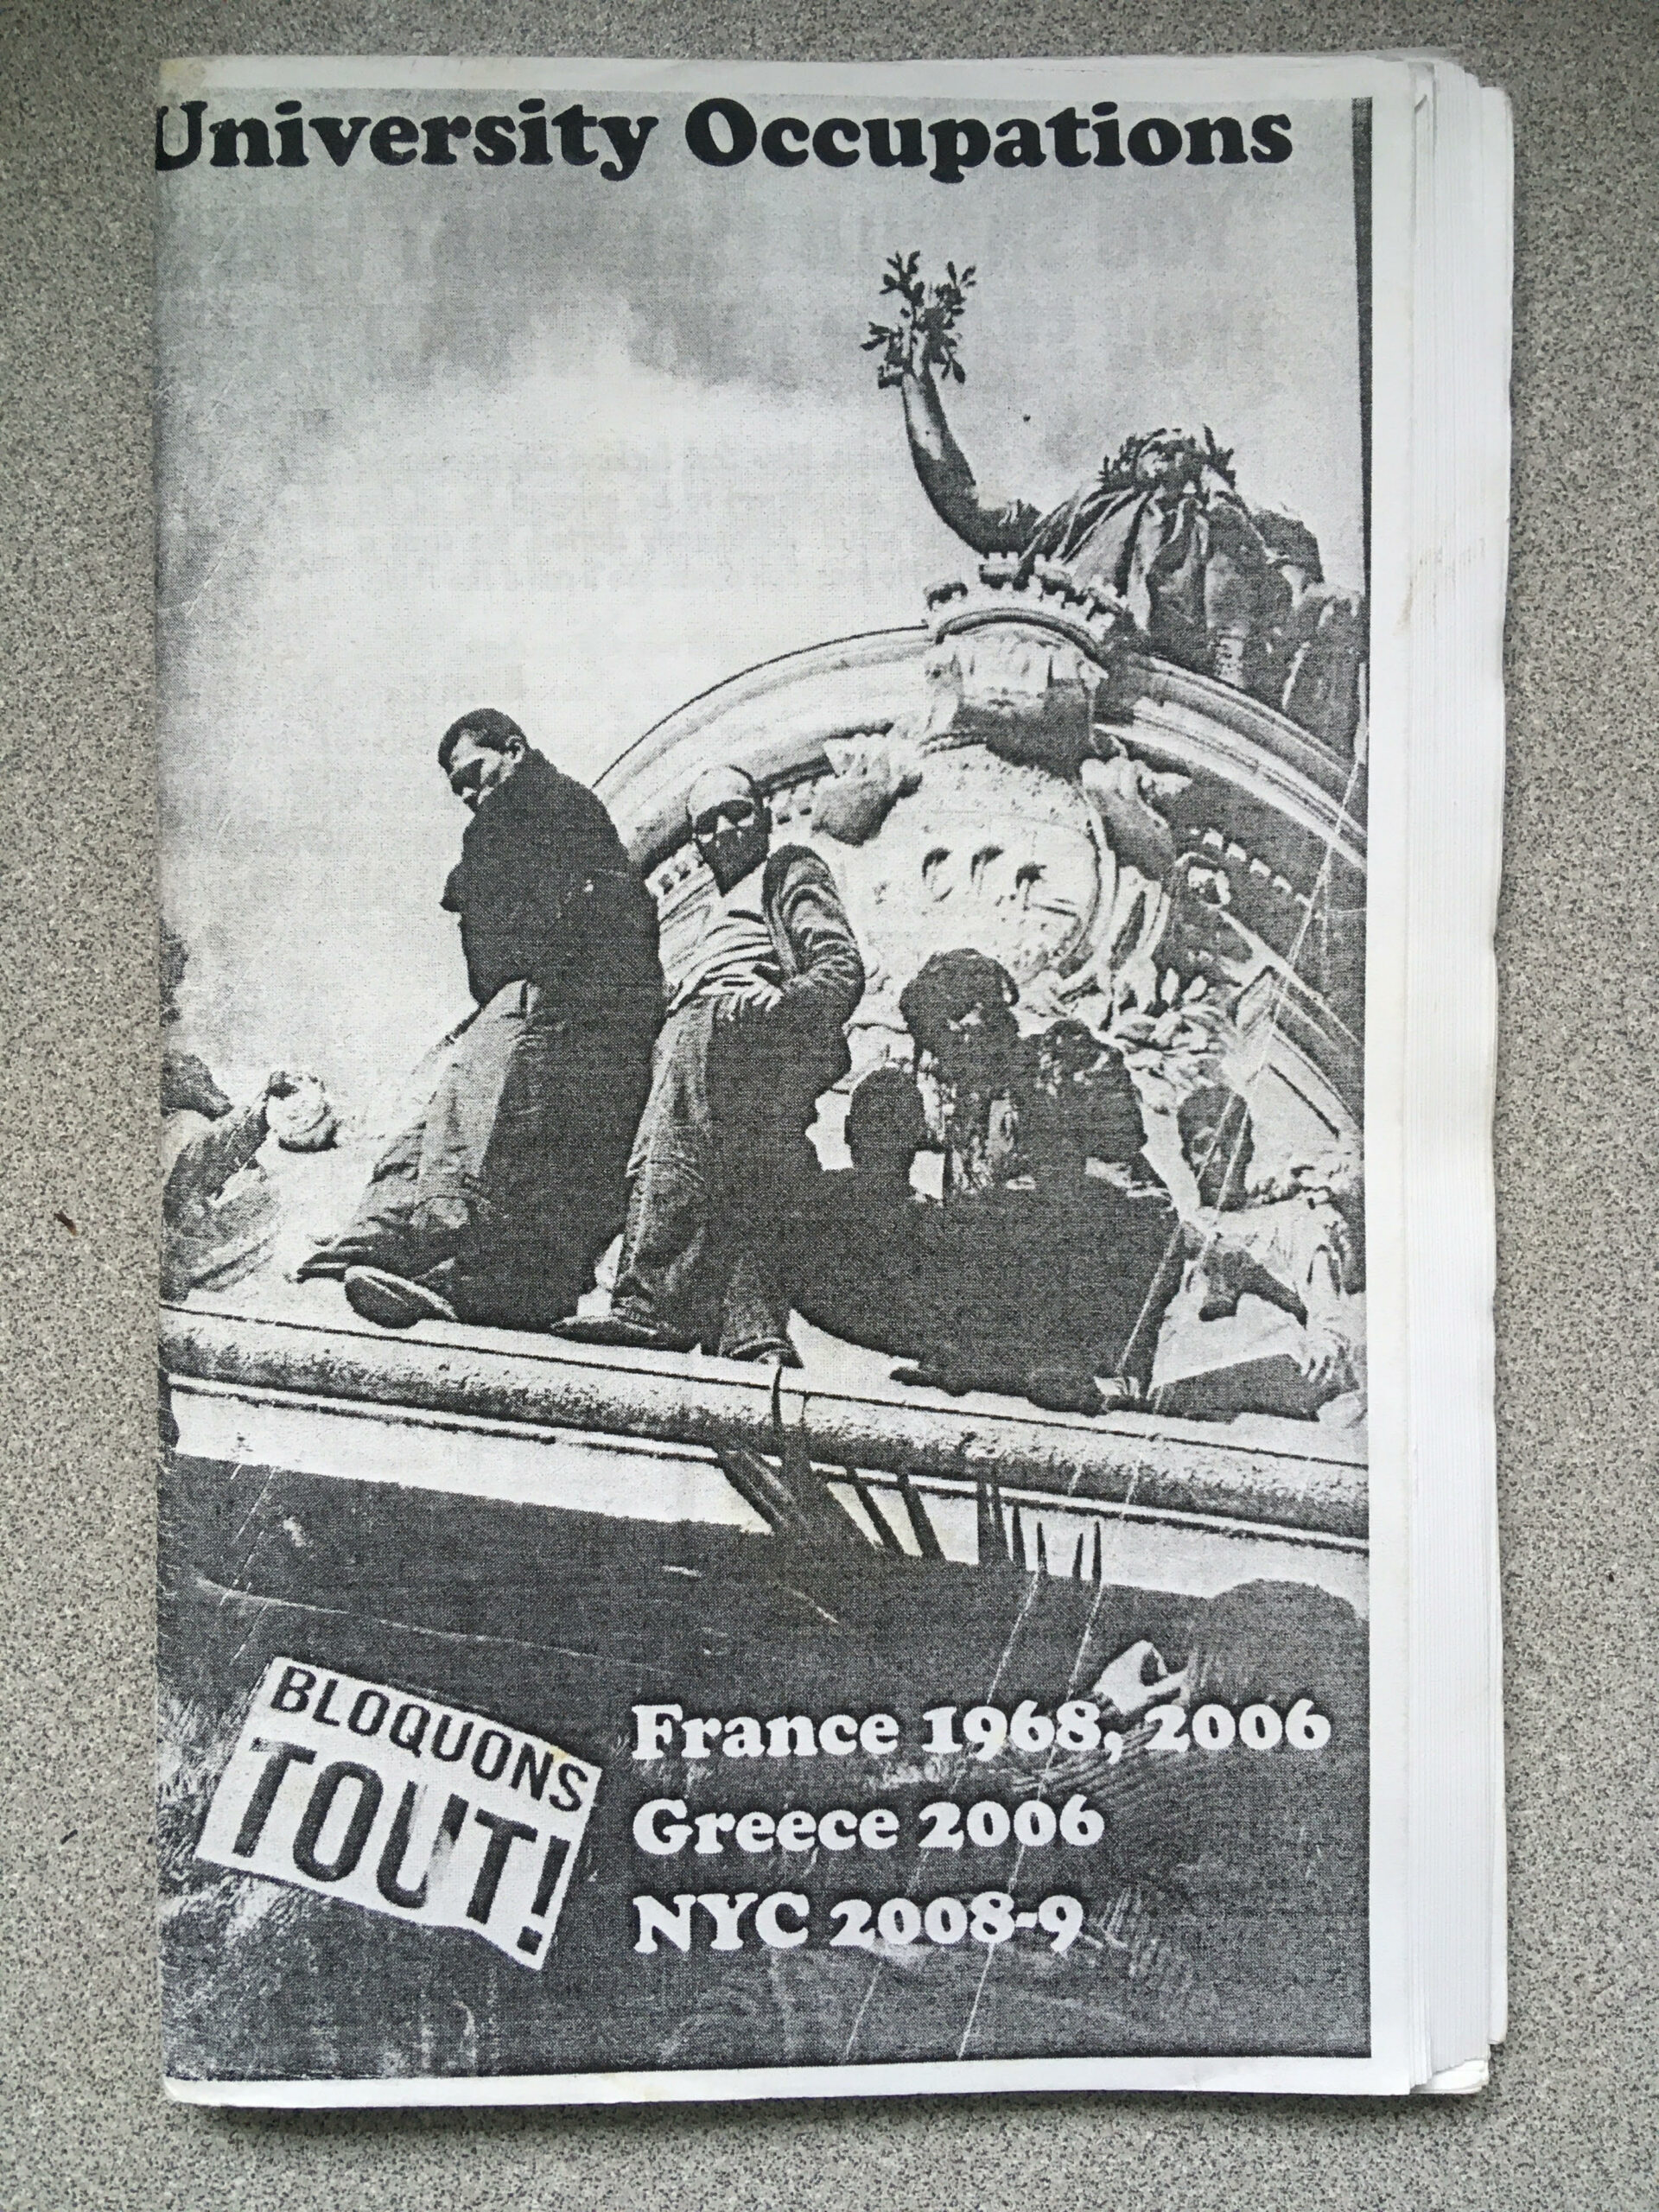 University Occupations
BLOQUONS
TOUT!
France 1968, 2006
Greece 2006
NYC 2008-9